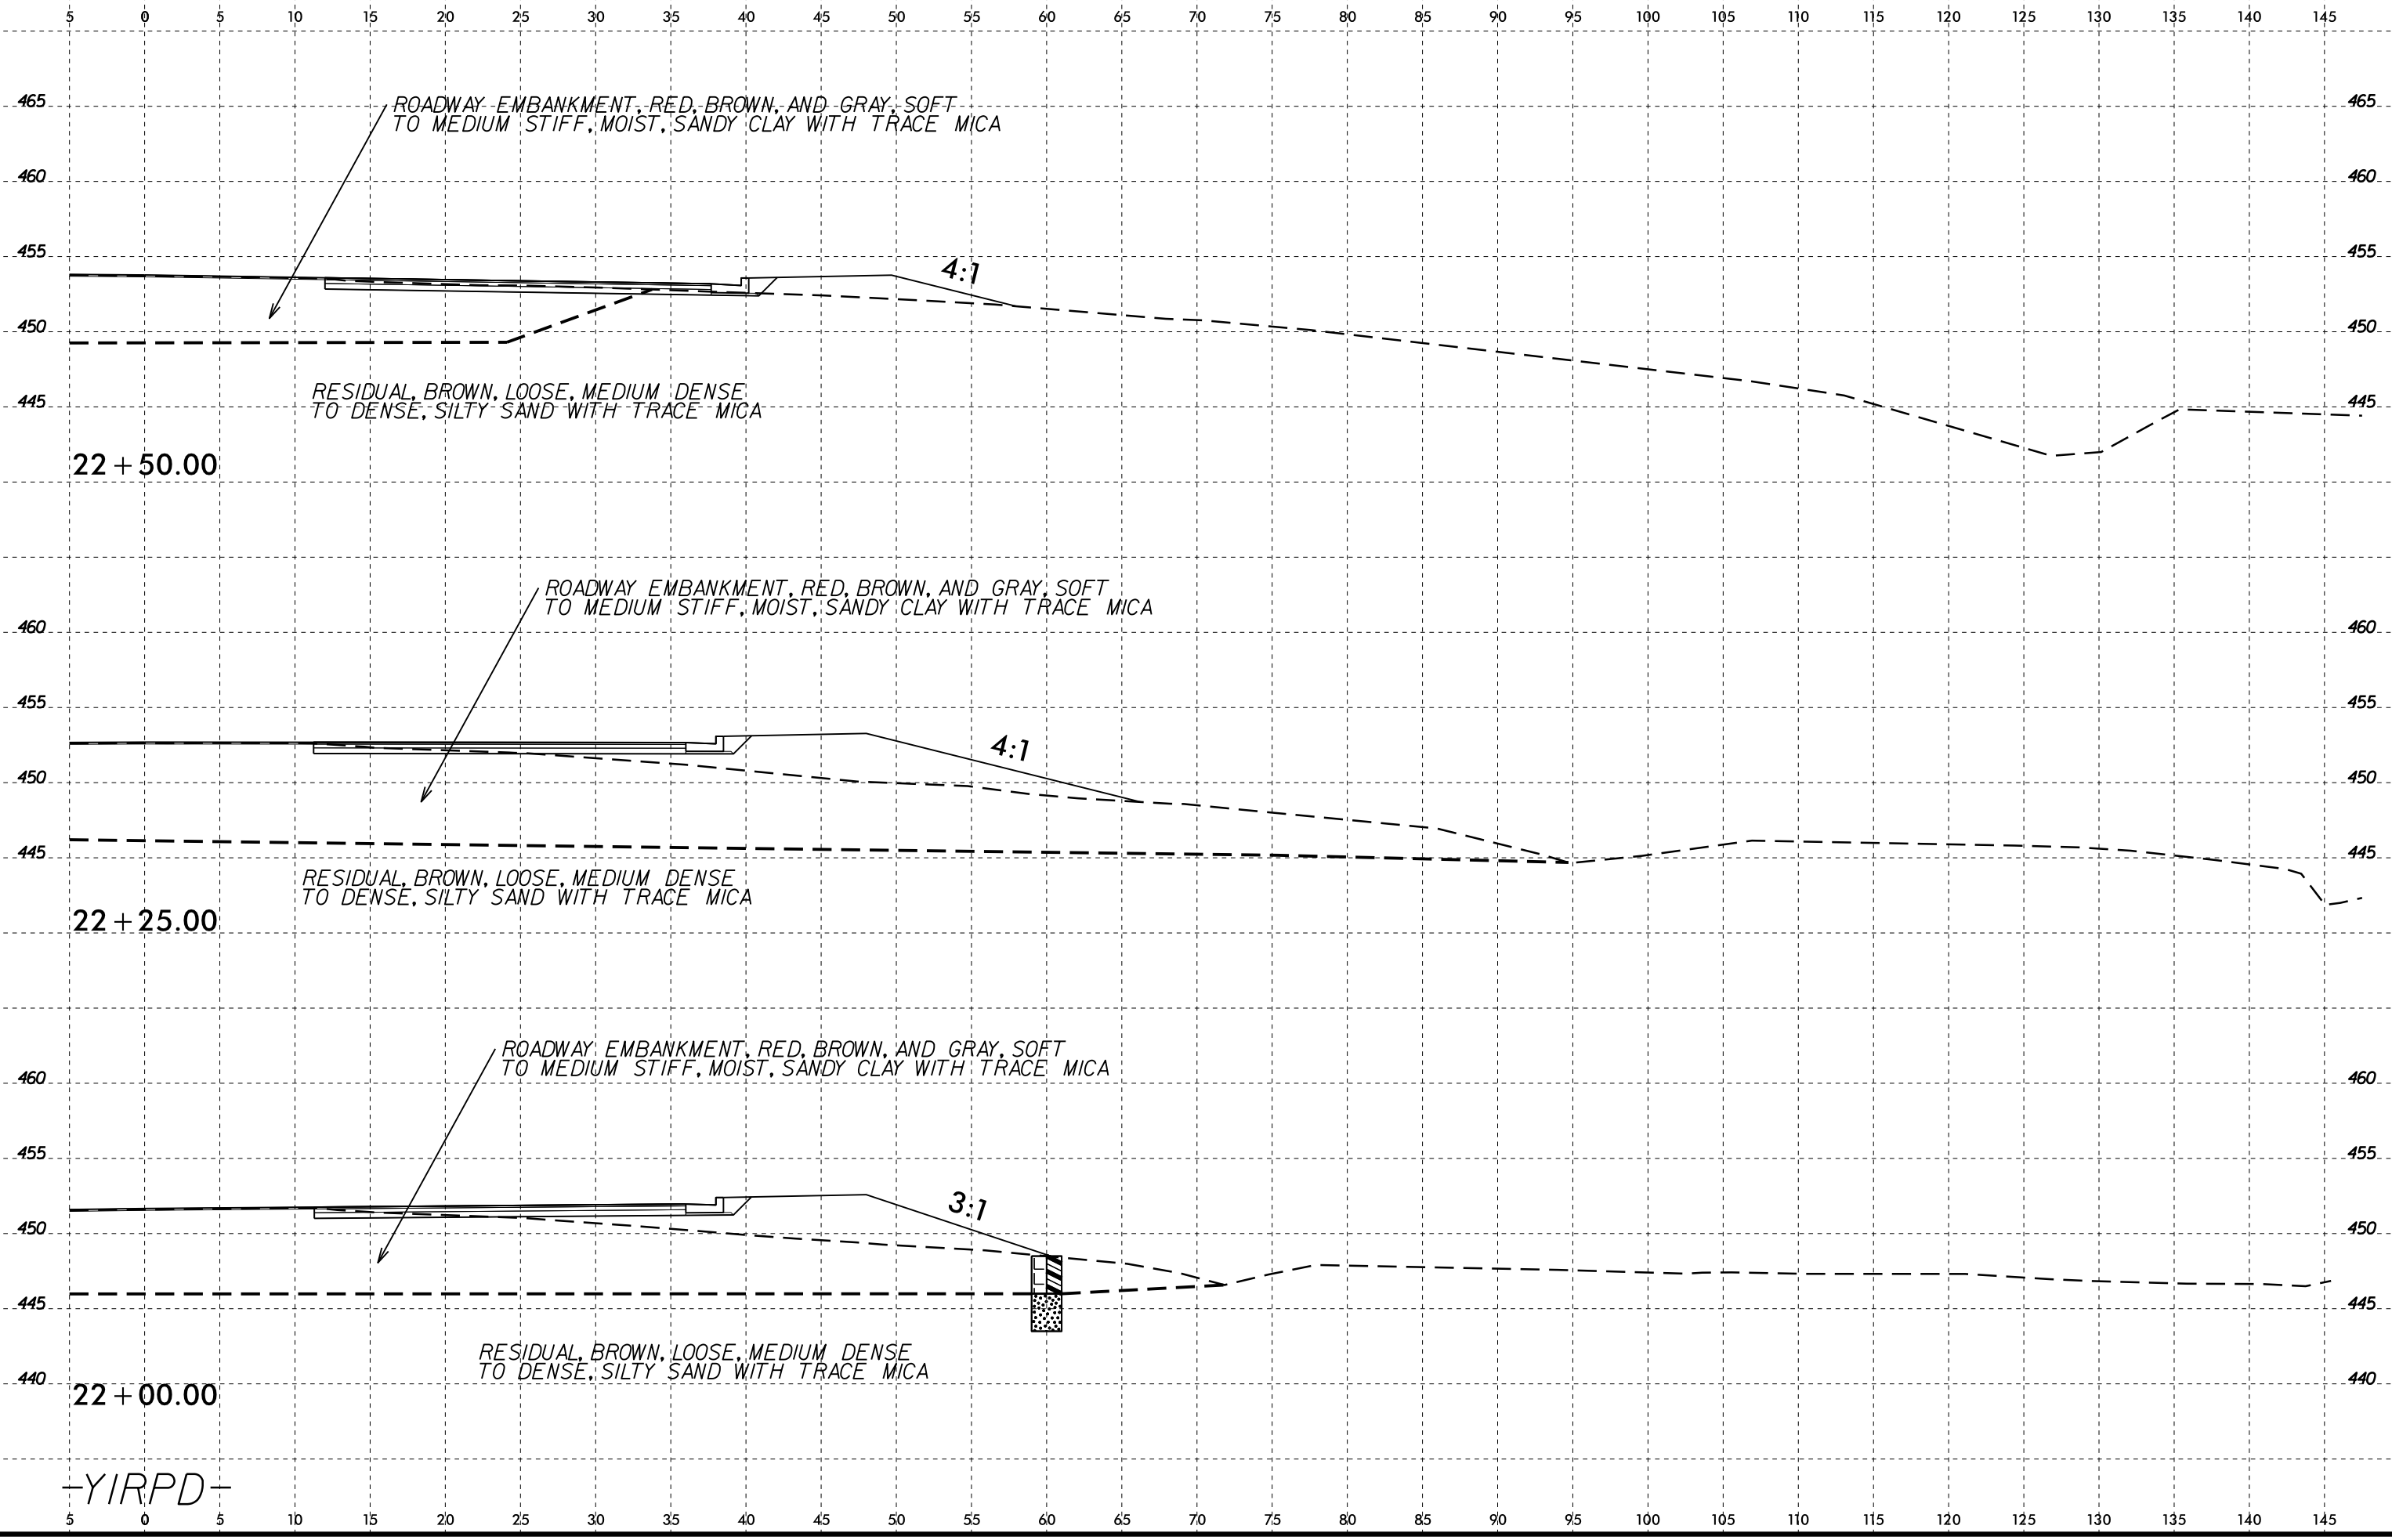 5 0 5 10 15 20 25 30 35 40 45 50 55 60 65 70 75 80 85 90 95 100 105 110 115 120 125 130 135 140 145
ROADWAY EMBANKMENT, RED, BROWN, AND GRAY, SOFT
465 465
TO MEDIUM STIFF, MOIST, SANDY CLAY WITH TRACE MICA
460 460
455 455
4:1
450 450
RESIDUAL, BROWN, LOOSE, MEDIUM DENSE
445 445
TO DENSE, SILTY SAND WITH TRACE MICA
22+50.00
ROADWAY EMBANKMENT, RED, BROWN, AND GRAY, SOFT
TO MEDIUM STIFF, MOIST, SANDY CLAY WITH TRACE MICA
460 460
455 455
4:1
450 450
445 445
RESIDUAL, BROWN, LOOSE, MEDIUM DENSE
TO DENSE, SILTY SAND WITH TRACE MICA
22+25.00
ROADWAY EMBANKMENT, RED, BROWN, AND GRAY, SOFT
TO MEDIUM STIFF, MOIST, SANDY CLAY WITH TRACE MICA
460 460
455 455
3:1
450 450
445 445
RESIDUAL, BROWN, LOOSE, MEDIUM DENSE
TO DENSE, SILTY SAND WITH TRACE MICA
440 440
22+00.00
-Y1RPD-
5 0 5 10 15 20 25 30 35 40 45 50 55 60 65 70 75 80 85 90 95 100 105 110 115 120 125 130 135 140 145